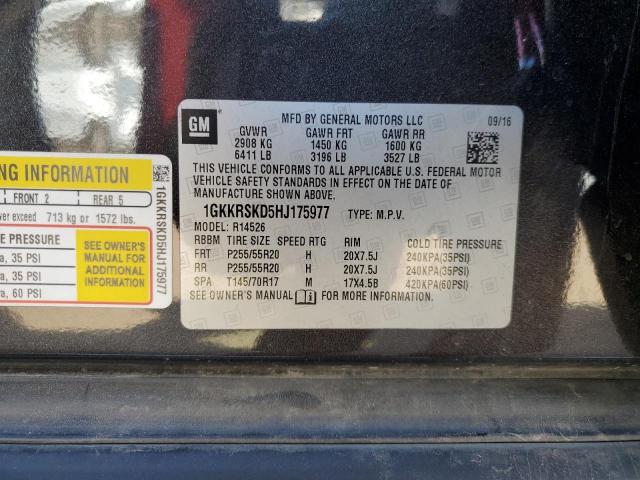 GM
MFD BY GENERAL MOTORS LLC 09/16
GVWR GAWR FRT GAWR RR
2908 KG 1450 KG 1600 KG
6411 LB 3196 LB 3527 LB
THIS VEHICLE CONFORMS TO ALL APPLICABLE U.S. FEDERAL MOTOR
VEHICLE SAFETY STANDARDS IN EFFECT ON THE DATE OF
MANUFACTURE SHOWN ABOVE.
1GKKRSKD5HJ175977 TYPE: M.P.V.
MODEL: R14526
RBBM TIRE SIZE SPEED RTG RIM COLD TIRE PRESSURE
FRT P255/55R20 H 20X7.5J 240KPA(35PSI)
RR P255/55R20 H 20X7.5J 240KPA(35PSI)
SPA T145/70R17 M 17X4.5B 420KPA(60PSI)
SEE OWNER'S MANUAL FOR MORE INFORMATION.
NG INFORMATION
FRONT 2 REAR 5
ver exceed 713 kg or 1572 lbs.
E PRESSURE
a, 35 PSI
a, 35 PSI
a, 60 PSI
SEE OWNER'S
MANUAL FOR
ADDITIONAL
INFORMATION
1GKKRSKD5HJ175977